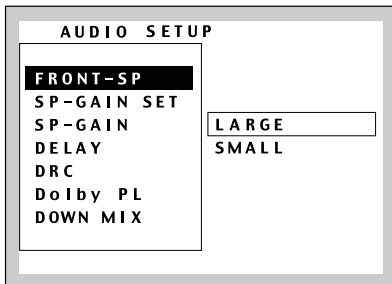 AUDIO SETUP
FRONT-SP
SP-GAIN SET
SP-GAIN
DELAY
DRC
Dolby PL
DOWN MIX
LARGE
SMALL